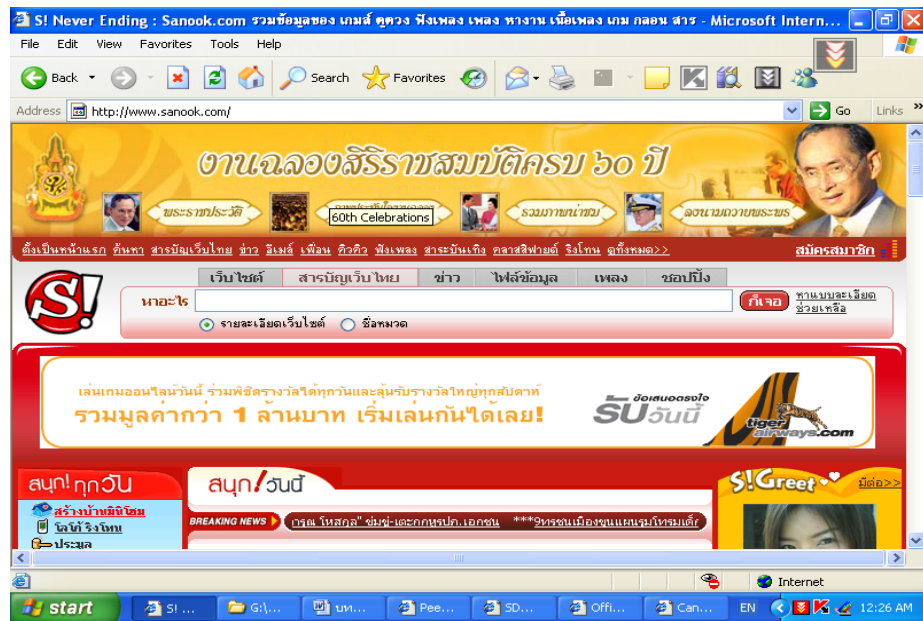 S! Never Ending : Sanook.com รวมข้อมูลของ เกมส์ ดูดวง ฟังเพลง เพลง หางาน เนื้อเพลง เกม กลอน สาร - Microsoft Intern...
File Edit View Favorites Tools Help
Back Search Favorites
Address http://www.sanook.com/ Go Links
งานฉลองสิริราชสมบัติครบ ๖๐ ปี
พระราชประวัติ 60th Celebrations รวมภาพน่าชม ลงนามถวายพระพร
ตั้งเป็นหน้าแรก ค้นหา สารบัญเว็บไทย ข่าว อีเมล์ เพื่อน คิวคิว ฟังเพลง สาระบันเทิง คลาสสิฟายด์ ริงโทน ดูทั้งหมด>> สมัครสมาชิก
เว็บไซต์ สารบัญเว็บไทย ข่าว ไฟล์ข้อมูล เพลง ชอปปิ้ง
S! หาอะไร ก็เจอ หาแบบละเอียด
ช่วยเหลือ
รายละเอียดเว็บไซต์ ชื่อหมวด
เล่นเกมออนไลน์วันนี้ ร่วมพิชิตรางวัลได้ทุกวันและลุ้นรับรางวัลใหญ่ทุกสัปดาห์
รวมมูลค่ากว่า 1 ล้านบาท เริ่มเล่นกันได้เลย!
ข้อเสนอตรงใจ
รับวันนี้
tiger airways.com
สนุก! ทุกวัน สนุก! วันนี้ S!Greet มีต่อ>>
สร้างบ้านมินิโฮม
โลโก้ ริงโทน
ประมูล
BREAKING NEWS
Internet
start S! ... G:\... บท... Pee... SD... Offi... Can... EN 12:26 AM